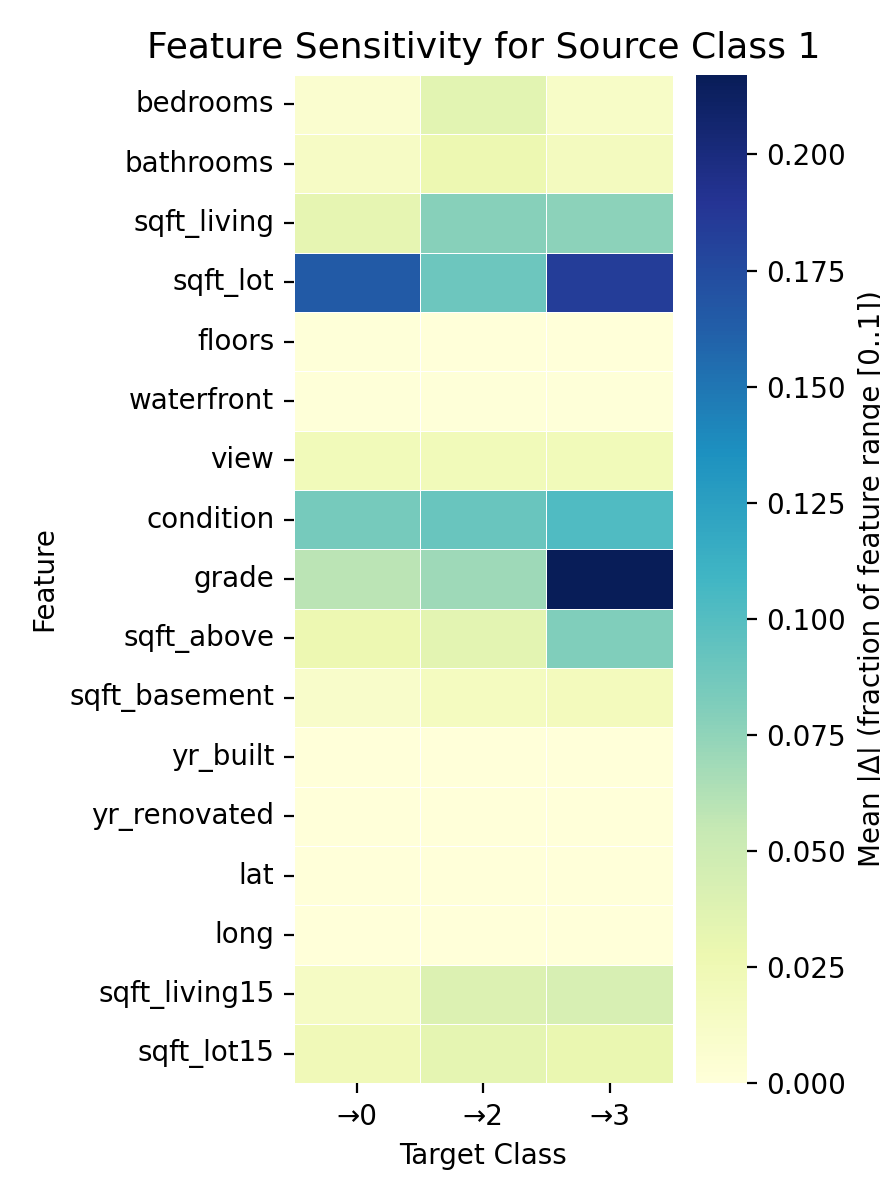 Feature Sensitivity for Source Class 1
Feature
bedrooms
bathrooms
sqft_living
sqft_lot
floors
waterfront
view
condition
grade
sqft_above
sqft_basement
yr_built
yr_renovated
lat
long
sqft_living15
sqft_lot15
→0 →2 →3
Target Class
0.200
0.175
0.150
0.125
0.100
0.075
0.050
0.025
0.000
Mean |Δ| (fraction of feature range [0..1])